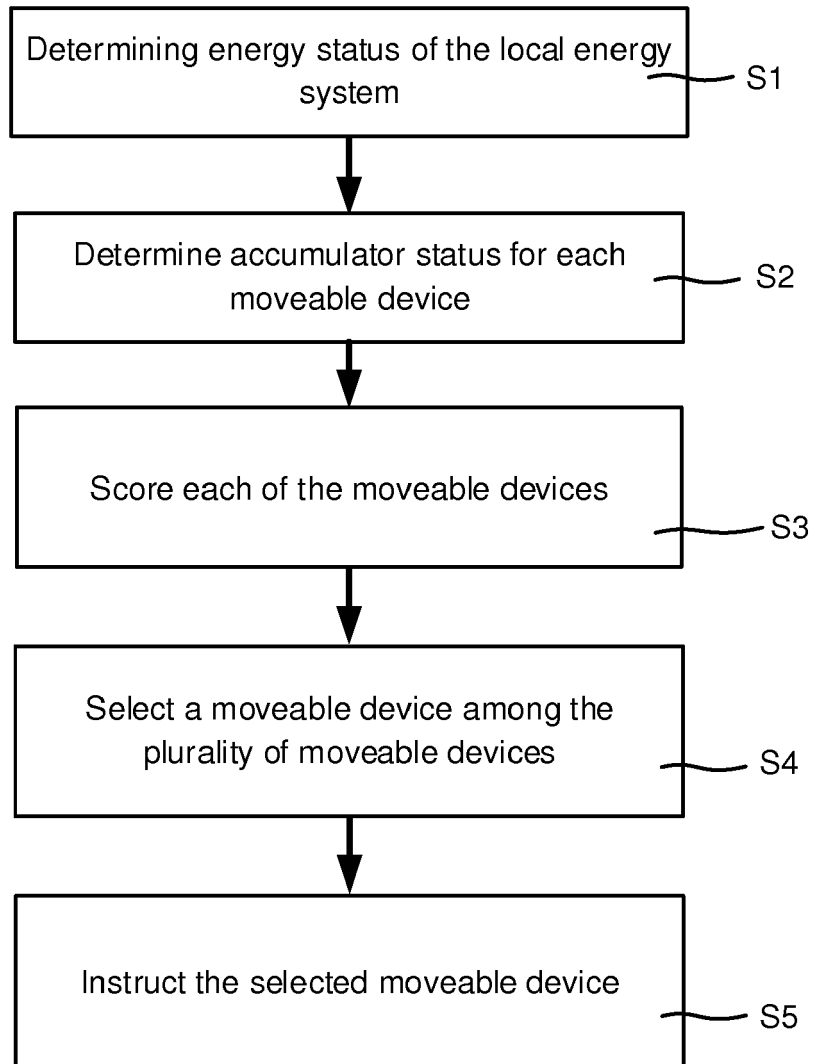 Determining energy status of the local energy
system
S1
Determine accumulator status for each
moveable device
S2
Score each of the moveable devices
S3
Select a moveable device among the
plurality of moveable devices
S4
Instruct the selected moveable device
S5